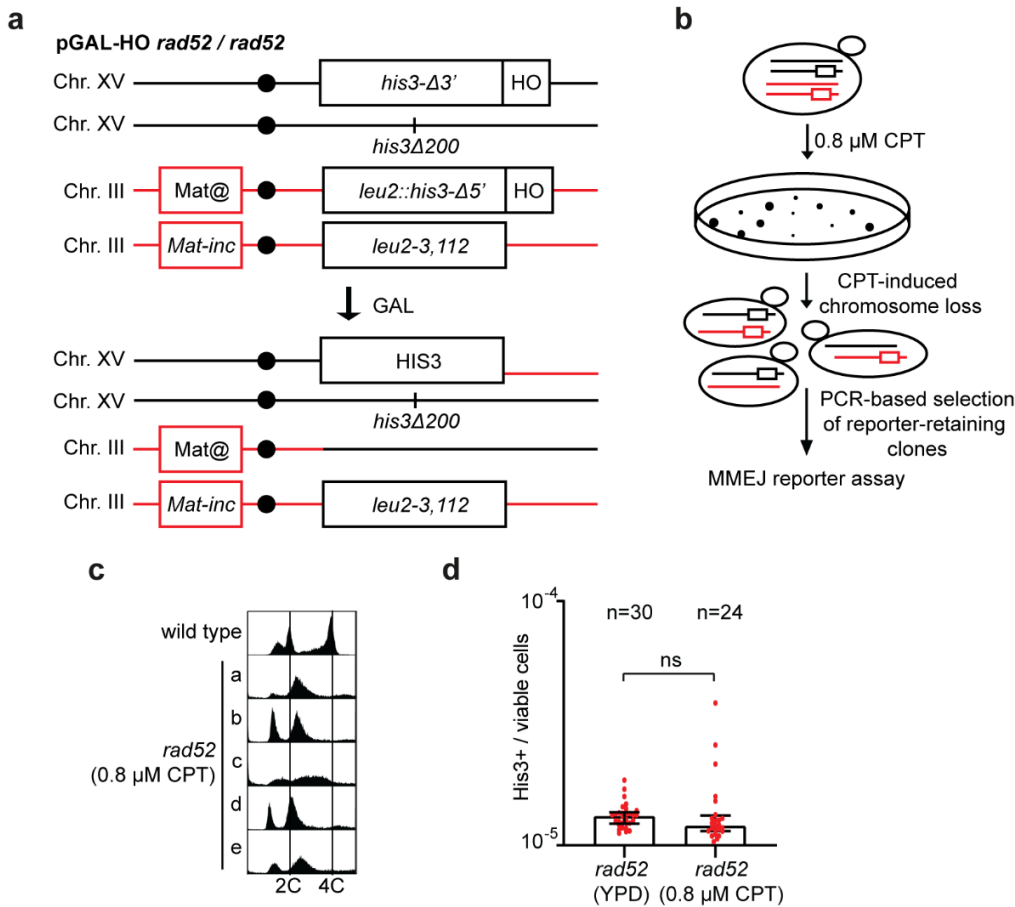 a
pGAL-HO rad52 / rad52
Chr. XV
his3-Δ3'
HO
Chr. XV
his3Δ200
Chr. III
Mat@
leu2::his3-Δ5'
HO
Chr. III
Mat-inc
leu2-3,112
GAL
Chr. XV
HIS3
Chr. XV
his3Δ200
Chr. III
Mat@
Chr. III
Mat-inc
leu2-3,112
b
0.8 µM CPT
CPT-induced
chromosome loss
PCR-based selection
of reporter-retaining
clones
MMEJ reporter assay
c
wild type
a
b
c
d
e
rad52
(0.8 µM CPT)
2C
4C
d
His3+ / viable cells
10-4
10-5
n=30
n=24
ns
rad52
(YPD)
rad52
(0.8 µM CPT)